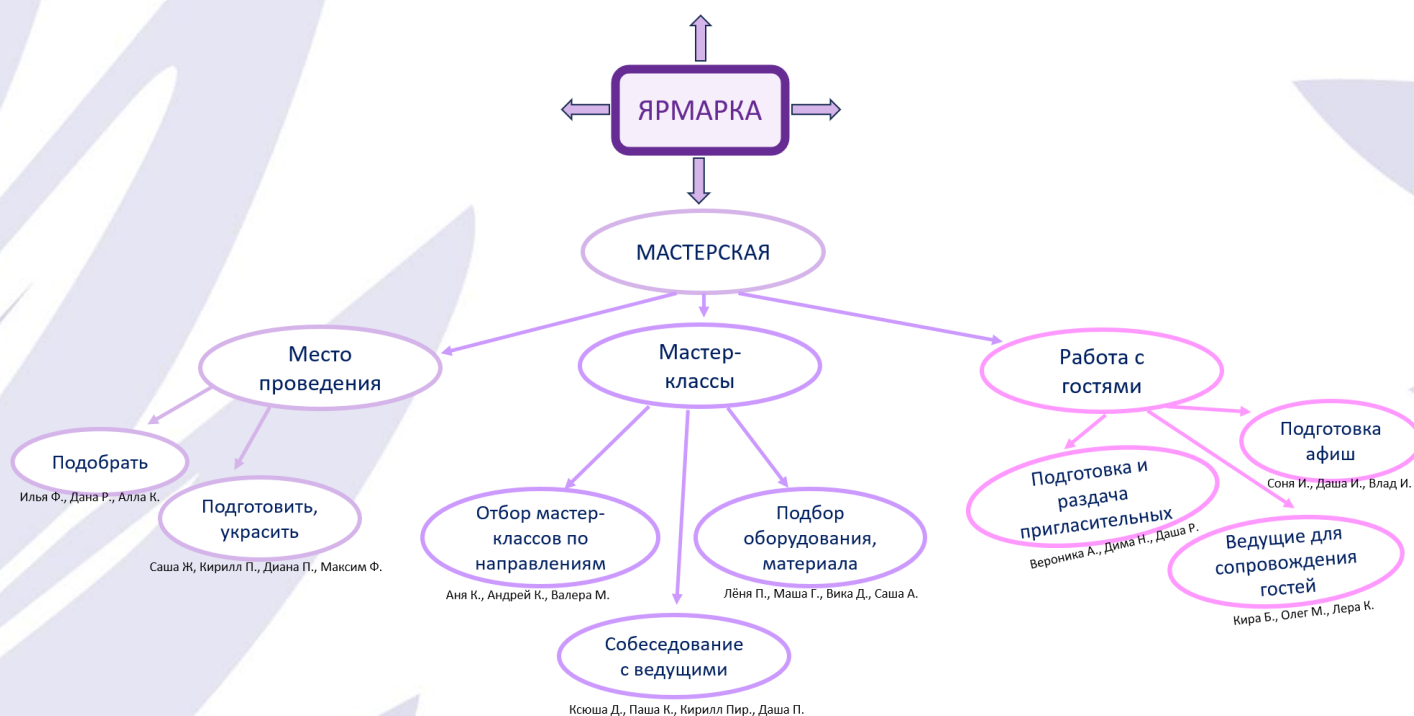 ЯРМАРКА
МАСТЕРСКАЯ
Место
проведения
Мастер-
классы
Работа с
гостями
Подобрать
Илья Ф., Дана Р., Алла К.
Подготовить,
украсить
Саша Ж, Кирилл П., Диана П., Максим Ф.
Отбор мастер-
классов по
направлениям
Аня К., Андрей К., Валера М.
Собеседование
с ведущими
Ксюша Д., Паша К., Кирилл Пир., Даша П.
Подбор
оборудования,
материала
Лёня П., Маша Г., Вика Д., Саша А.
Подготовка и
раздача
пригласительных
Вероника А., Дима Н., Даша Р.
Подготовка
афиш
Соня И., Даша И., Влад И.
Ведущие для
сопровождения
гостей
Кира Б., Олег М., Лера К.